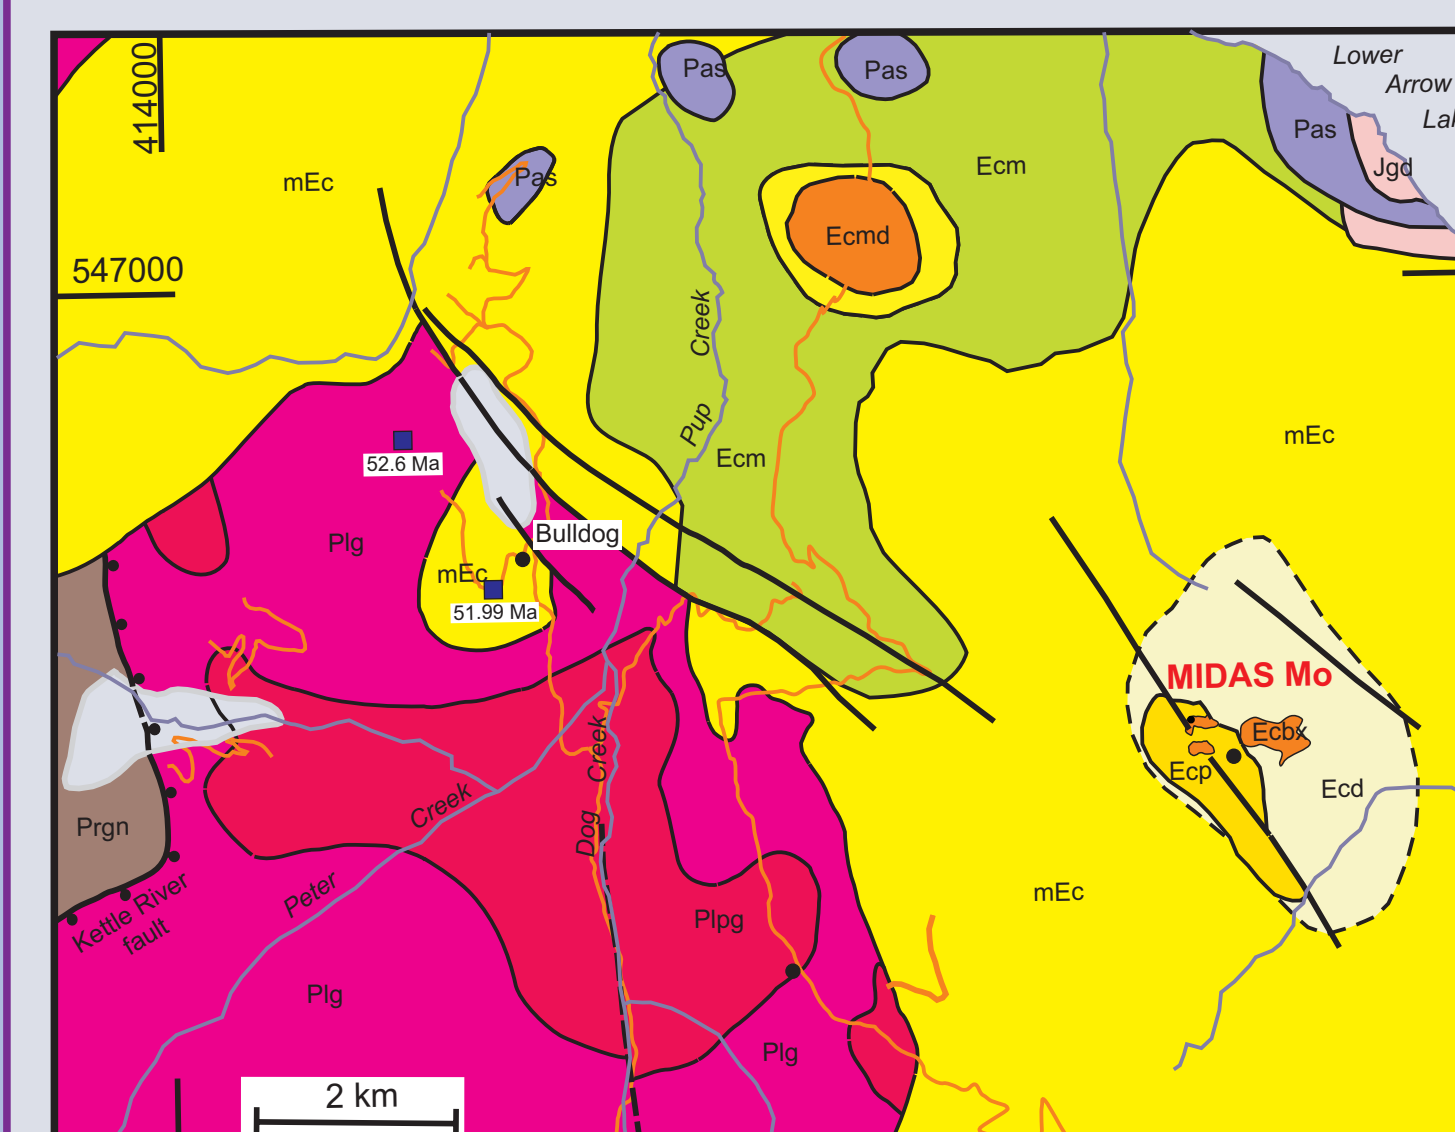 414000
Pas
Pas
Lower
Arrow
Pas
mEc
Pas
Ecm
Jgd
Ecmd
547000
Creek
Pup
mEc
52.6 Ma
Ecm
Bulldog
Plg
mEc
51.99 Ma
MIDAS Mo
Ecbx
Creek
Ecp
Ecd
Creek
Dog
Prgn
Peter
mEc
Kettle River
fault
Plpg
Plg
Plg
2 km